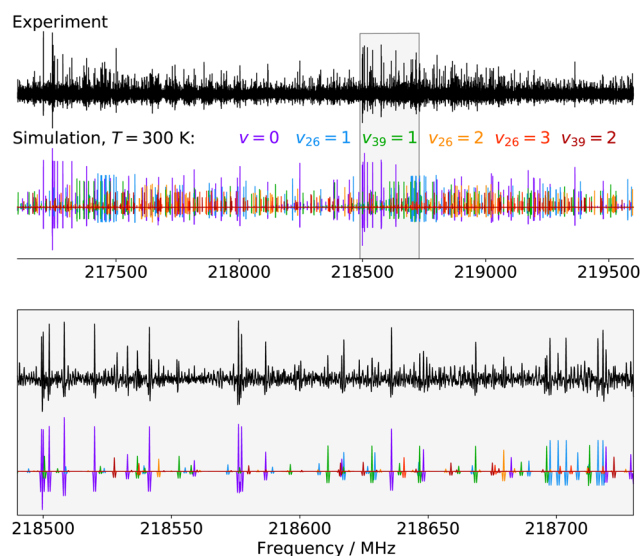 Experiment
Simulation, T = 300 K: v = 0 v₂₆ = 1 v₃₉ = 1 v₂₆ = 2 v₂₆ = 3 v₃₉ = 2
217500 218000 218500 219000 219500
218500 218550 218600 218650 218700
Frequency / MHz